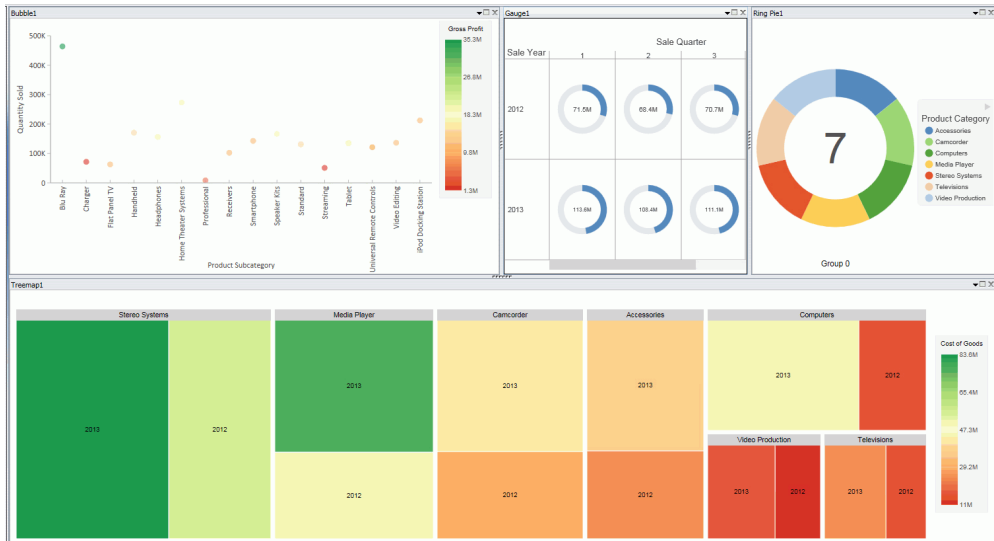 Bubble1
Gross Profit
35.3M
26.8M
18.3M
9.8M
1.3M
500K
400K
300K
200K
100K
0
Quantity Sold
Blu Ray
Charger
Flat Panel TV
Handheld
Headphones
Home Theater Systems
Professional
Receivers
Smartphone
Speaker Kits
Standard
Streaming
Tablet
Universal Remote Controls
Video Editing
iPod Docking Station
Product Subcategory
Gauge1
Sale Quarter
Sale Year 1 2 3
2012 71.5M 68.4M 70.7M
2013 113.6M 108.4M 111.1M
Ring Pie1
7
Group 0
Product Category
Accessories
Camcorder
Computers
Media Player
Stereo Systems
Televisions
Video Production
Treemap1
Stereo Systems
2013
2012
Media Player
2013
2012
Camcorder
2013
2012
Accessories
2013
2012
Computers
2013
2012
Video Production
2013
2012
Televisions
2013
2012
Cost of Goods
83.6M
65.4M
47.3M
29.2M
11M